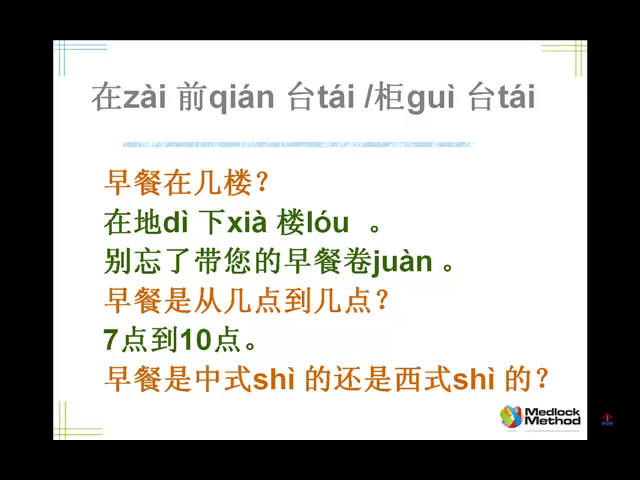 在zài 前qián 台tái /柜guì 台tái
早餐在几楼？
在地dì 下xià 楼lóu 。
别忘了带您的早餐卷juàn 。
早餐是从几点到几点？
7点到10点。
早餐是中式shì 的还是西式shì 的？
Medlock
Method